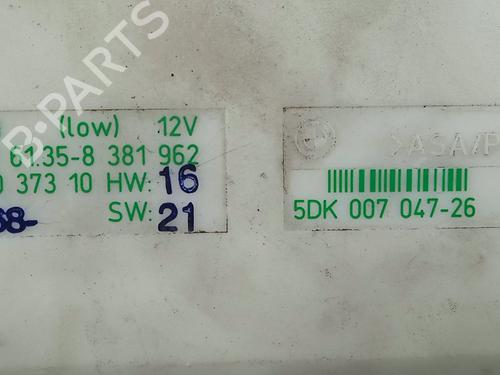 (low) 12V
61.35-8 381 962
373 10 HW: 16
68- SW: 21
>ASA/P
5DK 007 047-26
B-PARTS